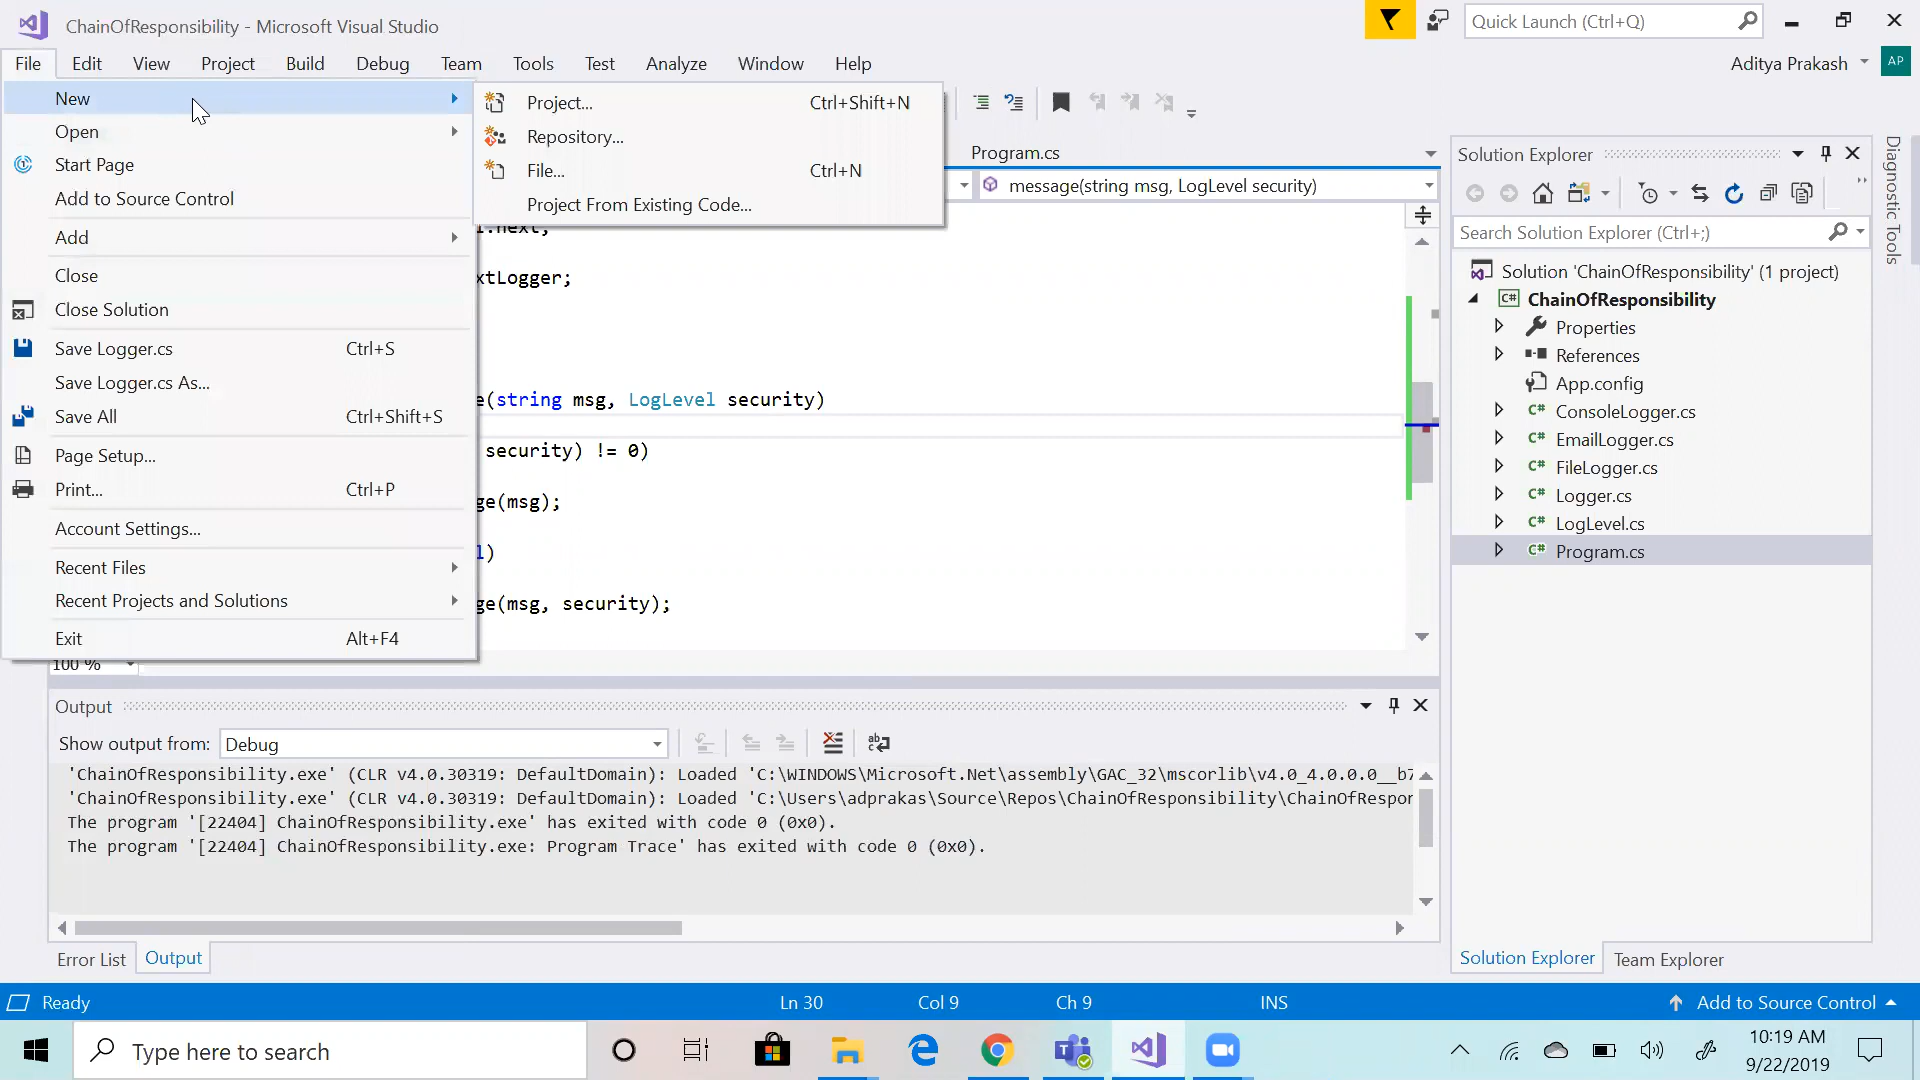 ChainOfResponsibility - Microsoft Visual Studio
Quick Launch (Ctrl+Q)
File Edit View Project Build Debug Team Tools Test Analyze Window Help
Aditya Prakash AP
New
Open
Start Page
Add to Source Control
Add
Close
Close Solution
Save Logger.cs Ctrl+S
Save Logger.cs As...
Save All Ctrl+Shift+S
Page Setup...
Print... Ctrl+P
Account Settings...
Recent Files
Recent Projects and Solutions
Exit Alt+F4
100 %
Project... Ctrl+Shift+N
Repository...
File... Ctrl+N
Project From Existing Code...
Program.cs
message(string msg, LogLevel security)
.next;
xtLogger;
e(string msg, LogLevel security)
security) != 0)
ge(msg);
l)
ge(msg, security);
Solution Explorer
Search Solution Explorer (Ctrl+;)
Solution 'ChainOfResponsibility' (1 project)
C# ChainOfResponsibility
Properties
References
App.config
C# ConsoleLogger.cs
C# EmailLogger.cs
C# FileLogger.cs
C# Logger.cs
C# LogLevel.cs
C# Program.cs
Diagnostic Tools
Output
Show output from: Debug
'ChainOfResponsibility.exe' (CLR v4.0.30319: DefaultDomain): Loaded 'C:\WINDOWS\Microsoft.Net\assembly\GAC_32\mscorlib\v4.0_4.0.0.0__b7
'ChainOfResponsibility.exe' (CLR v4.0.30319: DefaultDomain): Loaded 'C:\Users\adprakas\Source\Repos\ChainOfResponsibility\ChainOfRespor
The program '[22404] ChainOfResponsibility.exe' has exited with code 0 (0x0).
The program '[22404] ChainOfResponsibility.exe: Program Trace' has exited with code 0 (0x0).
Error List Output
Solution Explorer Team Explorer
Ready Ln 30 Col 9 Ch 9 INS Add to Source Control
Type here to search
10:19 AM
9/22/2019